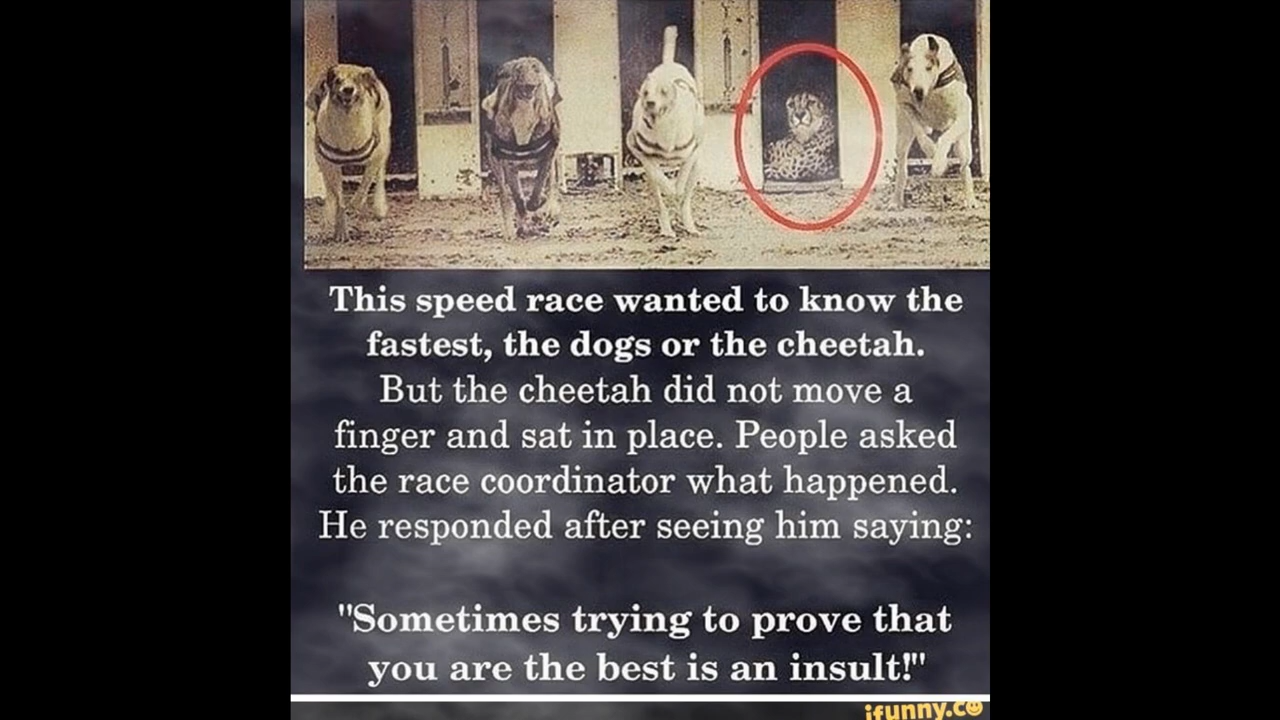 This speed race wanted to know the
fastest, the dogs or the cheetah.
But the cheetah did not move a
finger and sat in place. People asked
the race coordinator what happened.
He responded after seeing him saying:
"Sometimes trying to prove that
you are the best is an insult!"
ifunny.co